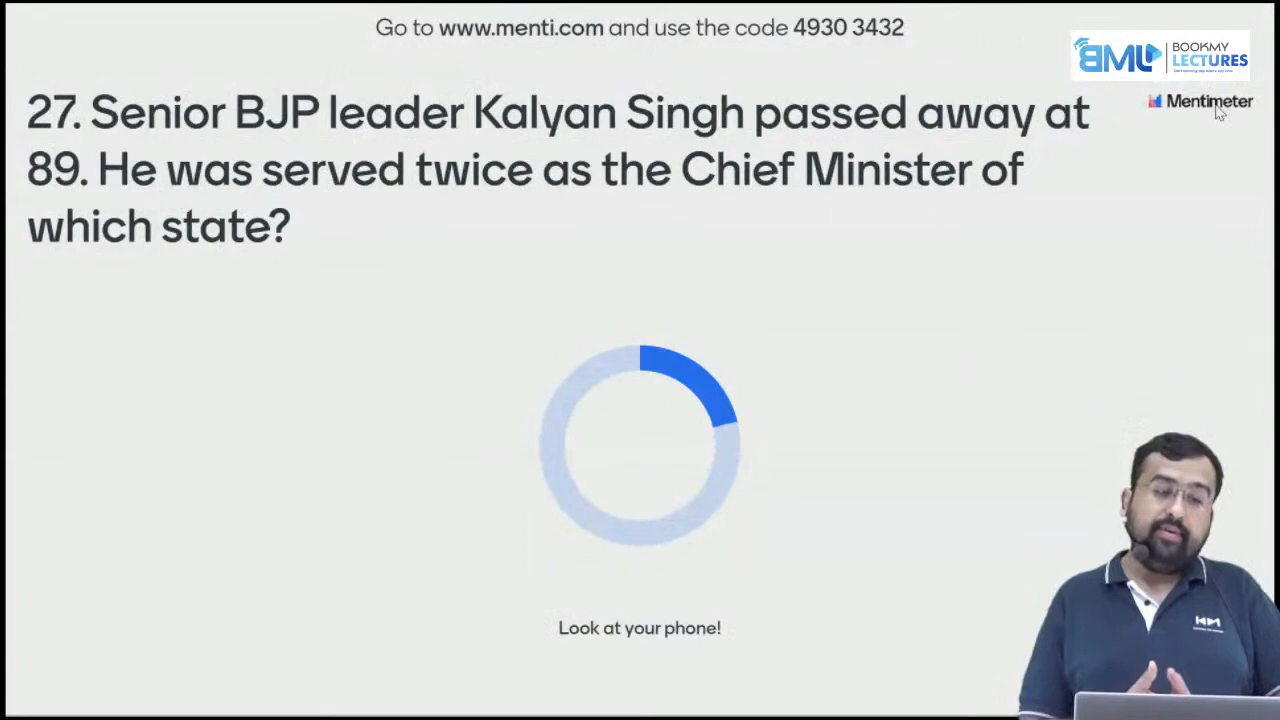 Go to www.menti.com and use the code 4930 3432
BML
BOOKMY
LECTURES
Mentimeter
27. Senior BJP leader Kalyan Singh passed away at
89. He was served twice as the Chief Minister of
which state?
Look at your phone!